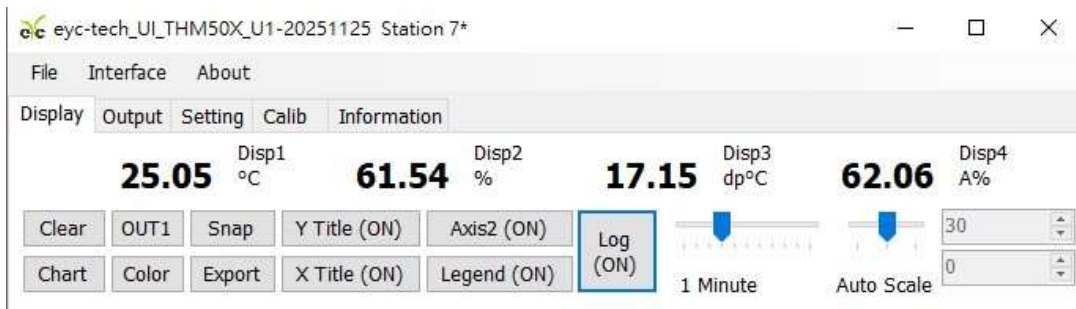 eyc eyc-tech_UI_THM50X_U1-20251125 Station 7*
File Interface About
Display Output Setting Calib Information
25.05 Disp1 °C 61.54 Disp2 % 17.15 Disp3 dp°C 62.06 Disp4 A%
Clear OUT1 Snap Y Title (ON) Axis2 (ON) Log (ON) 30
Chart Color Export X Title (ON) Legend (ON) 1 Minute Auto Scale 0